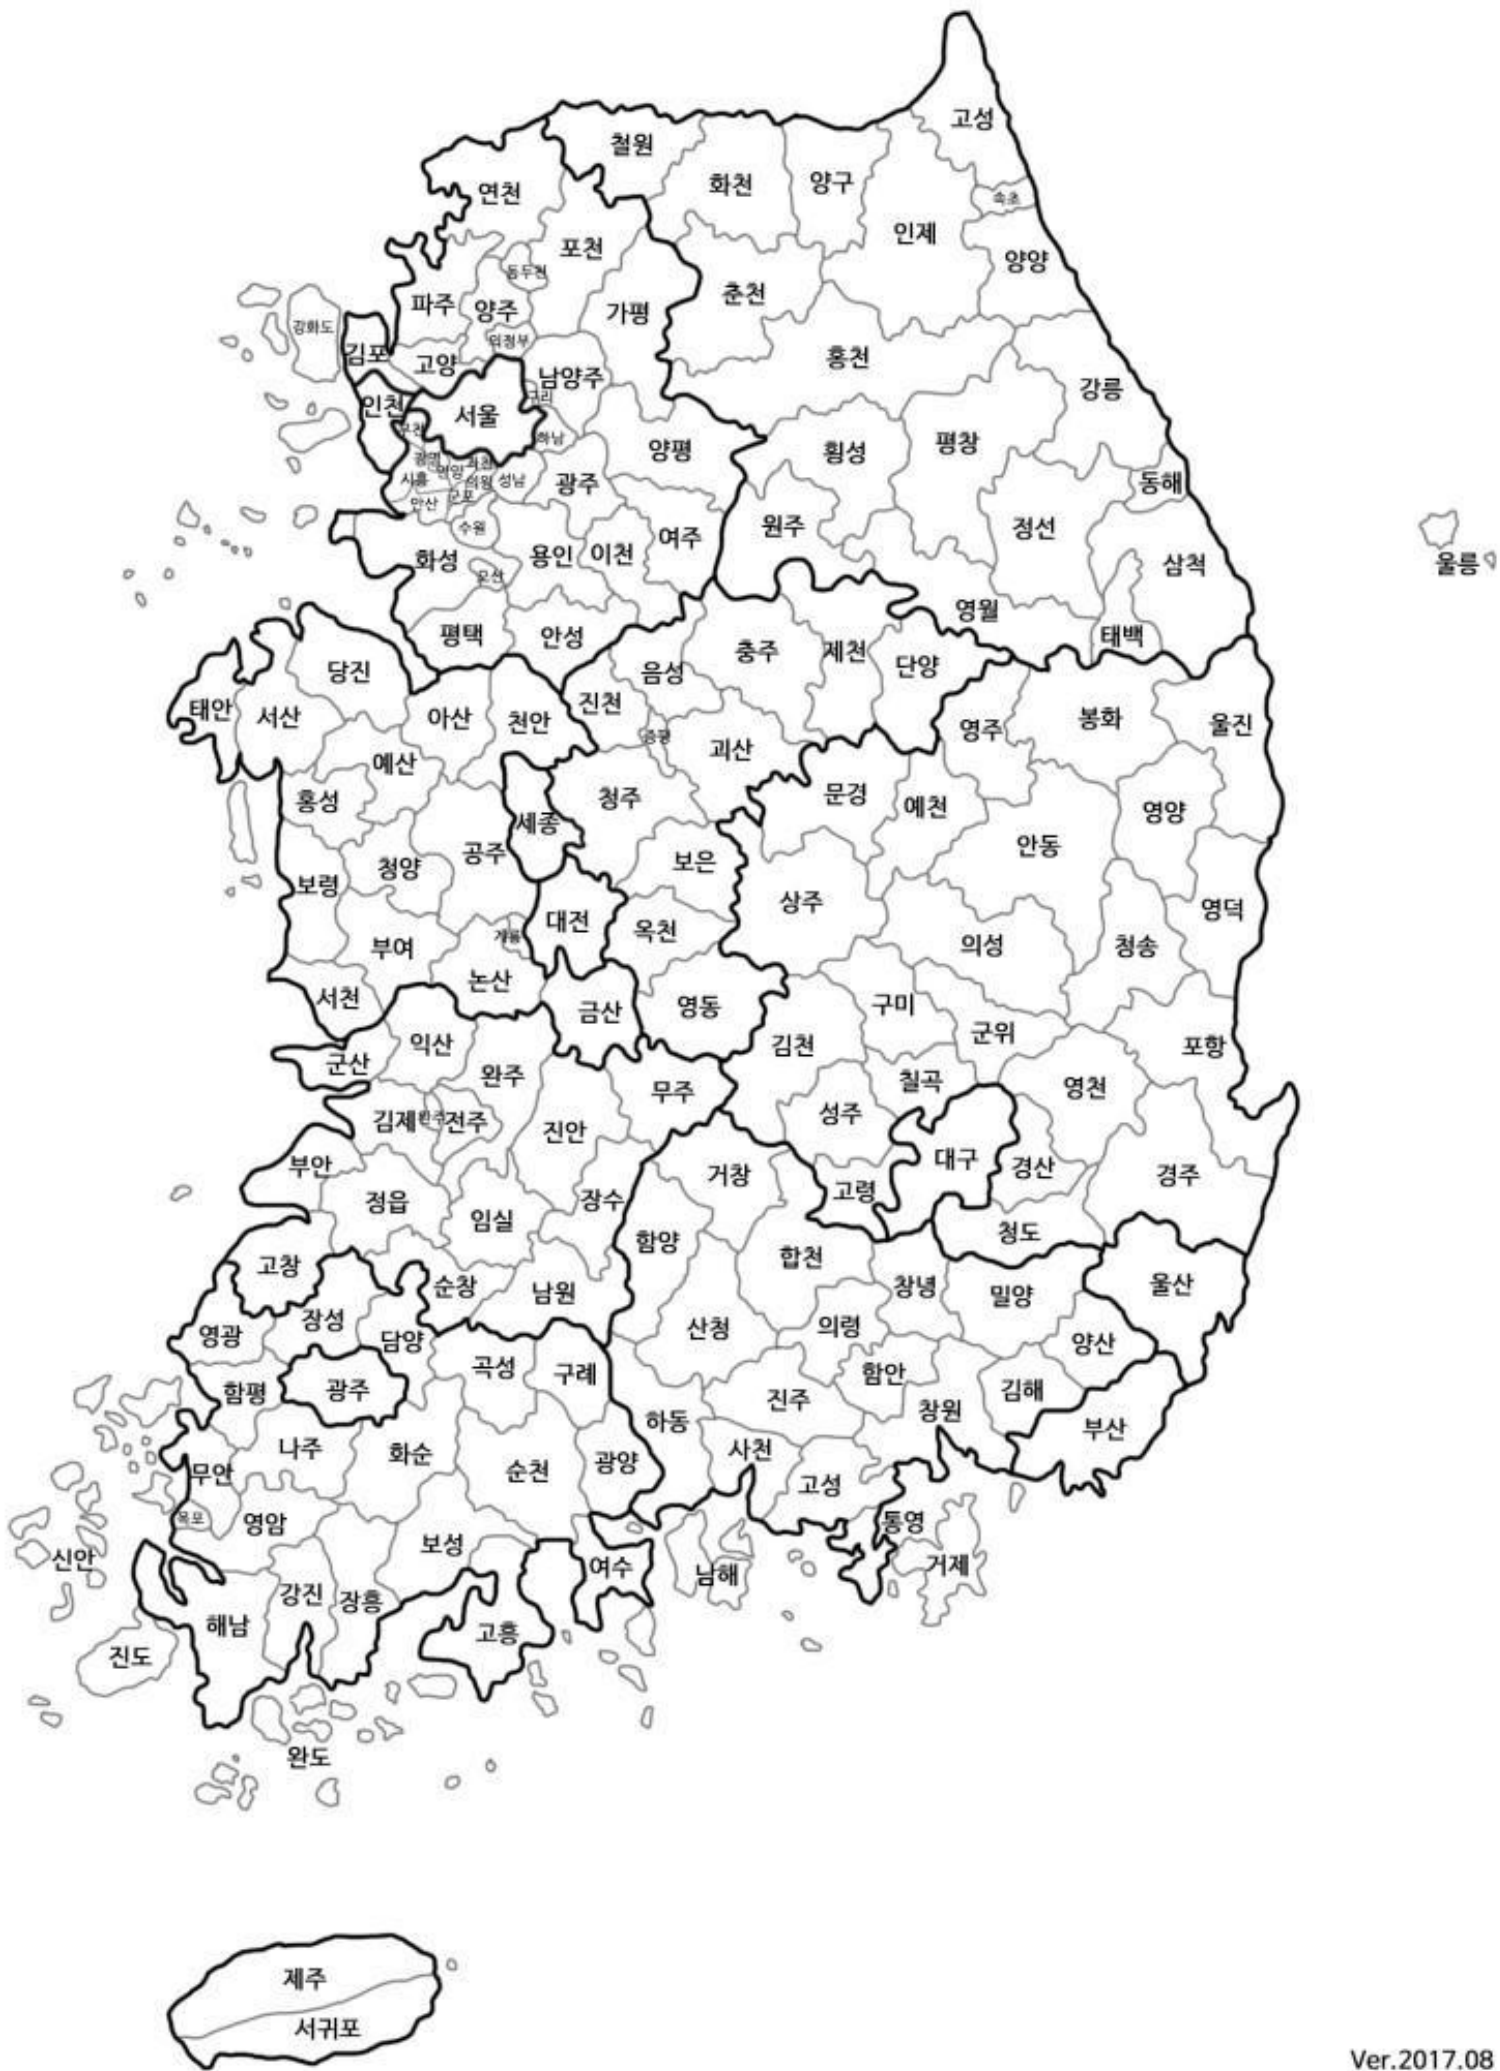 고성
철원
화천
양구
연천
속초
인제
포천
양양
동두천
춘천
파주
양주
가평
강화도
의정부
김포
고양
홍천
남양주
강릉
구리
인천
서울
부천
하남
양평
횡성
평창
광명
안양
과천
시흥
의왕
성남
광주
동해
군포
안산
수원
원주
정선
여주
화성
용인
이천
삼척
울릉
오산
영월
평택
안성
태백
충주
제천
단양
당진
음성
진천
태안
서산
아산
천안
증평
괴산
영주
봉화
울진
예산
홍성
청주
문경
예천
영양
세종
안동
공주
청양
보은
보령
상주
영덕
대전
옥천
계룡
부여
의성
청송
논산
서천
금산
영동
구미
군위
익산
김천
포항
군산
완주
칠곡
영천
무주
성주
김제
완주
전주
진안
대구
부안
거창
경산
경주
고령
정읍
장수
임실
청도
함양
합천
고창
순창
남원
창녕
밀양
울산
장성
산청
의령
영광
담양
양산
곡성
구례
함안
함평
광주
진주
김해
하동
창원
부산
나주
화순
사천
무안
순천
광양
고성
목포
영암
통영
보성
신안
여수
남해
거제
강진
장흥
해남
고흥
진도
완도
제주
서귀포
Ver.2017.08